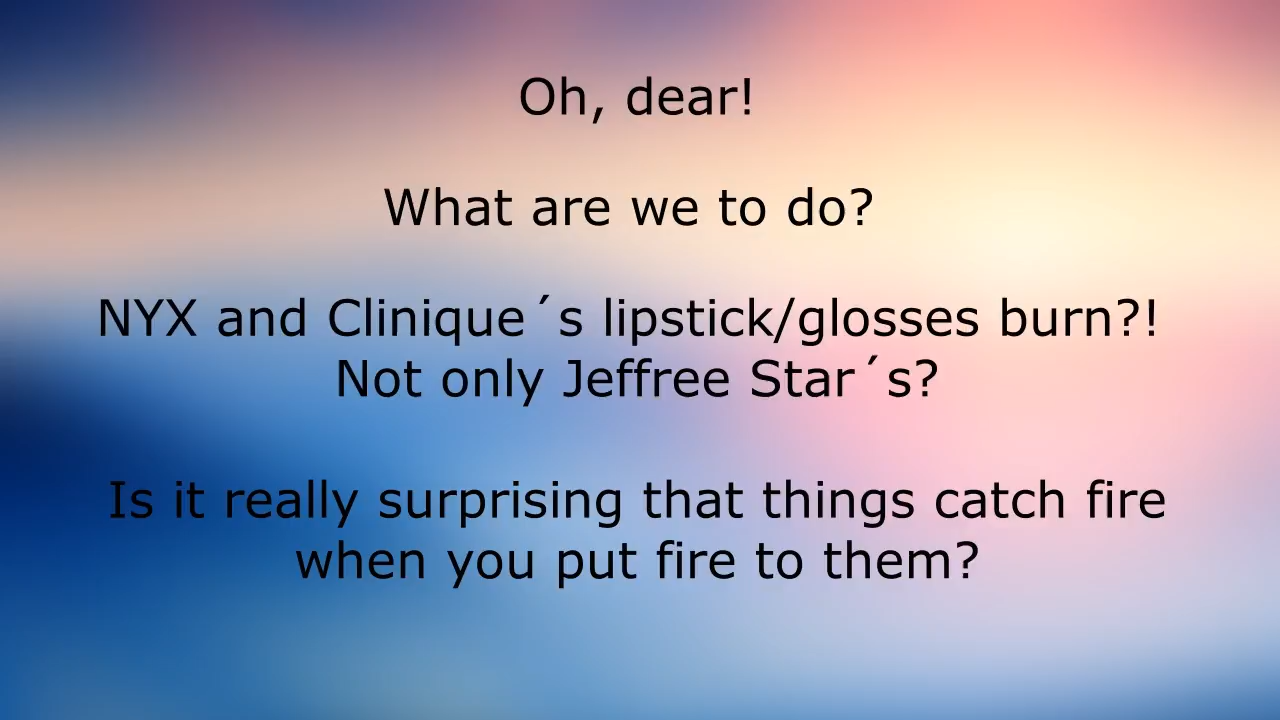 Oh, dear!
What are we to do?
NYX and Clinique´s lipstick/glosses burn?!
Not only Jeffree Star´s?
Is it really surprising that things catch fire
when you put fire to them?